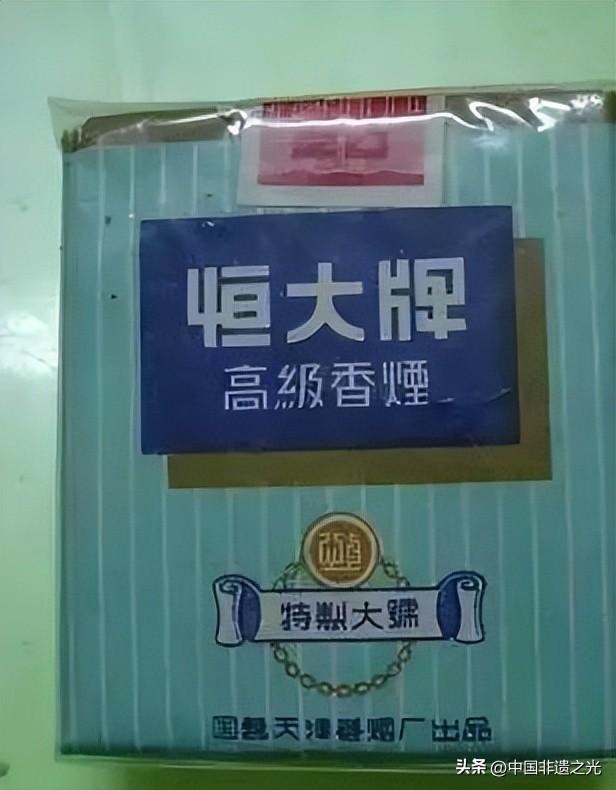 恒大牌
高級香煙
特製大號
国营天津卷烟厂出品
头条 @中国非遗之光